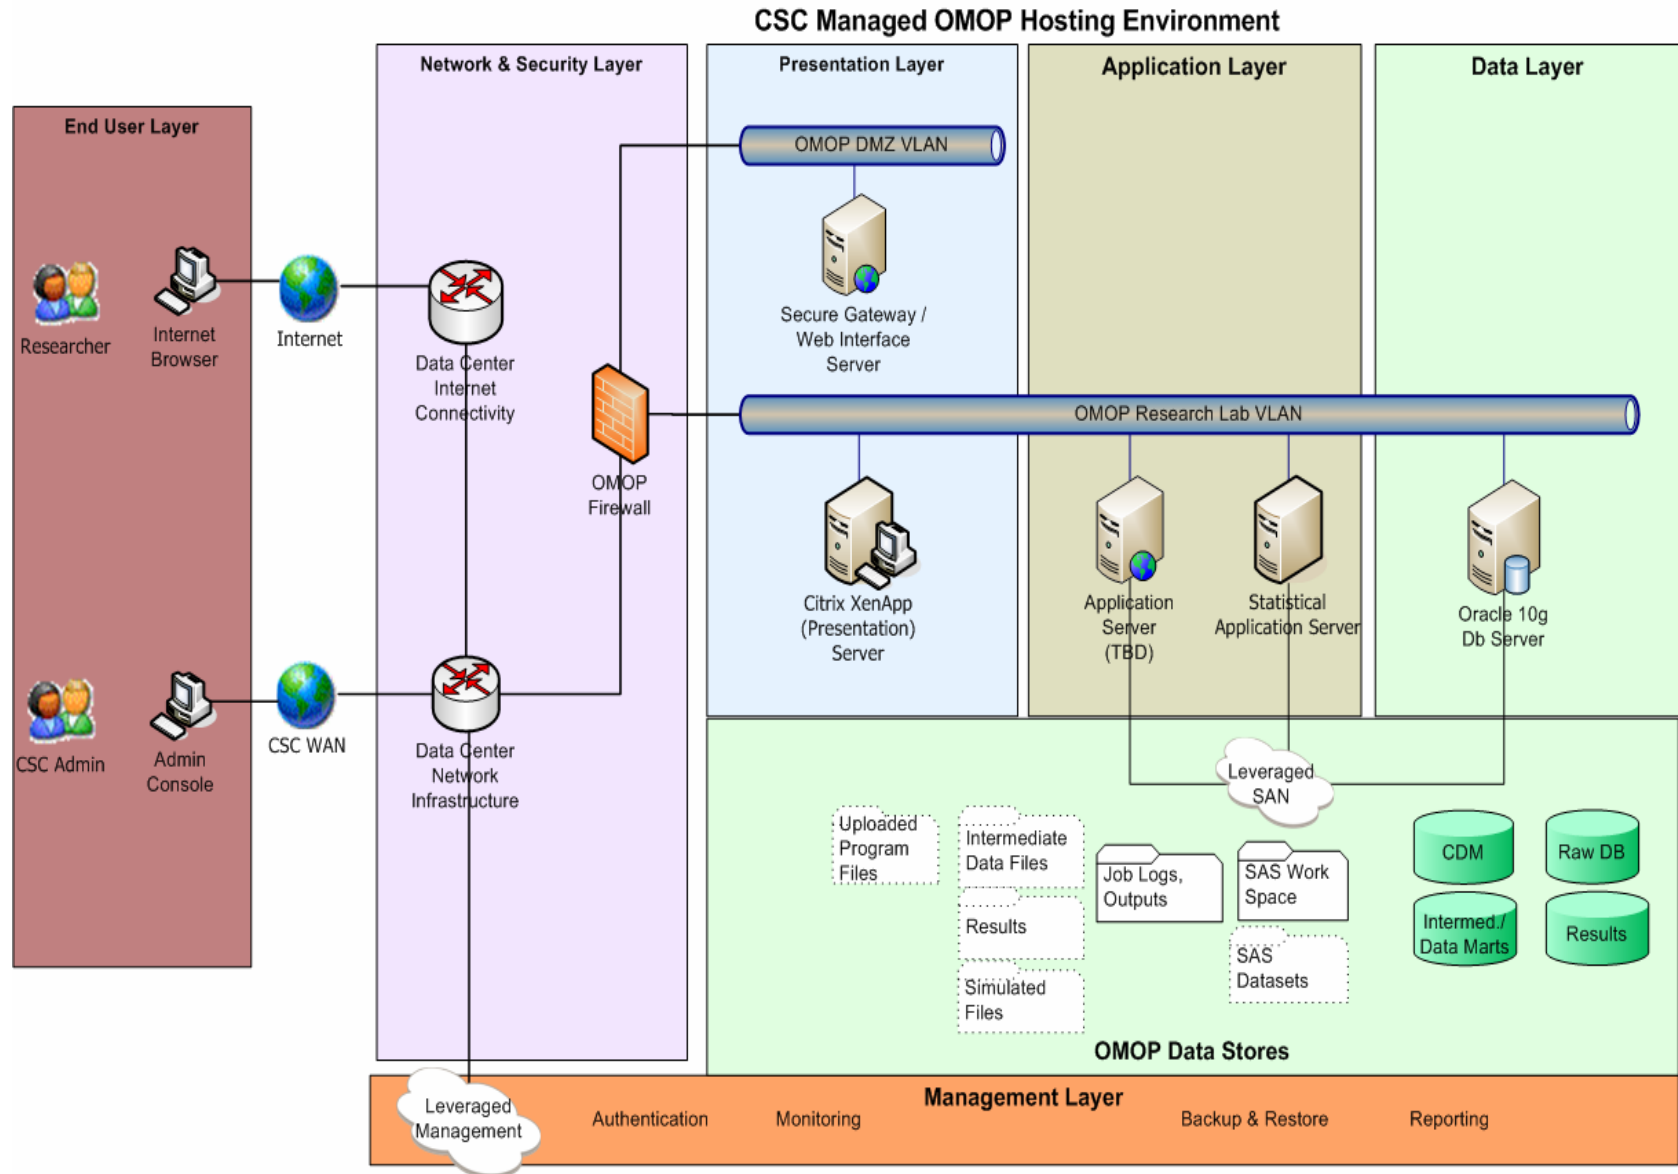 CSC Managed OMOP Hosting Environment
Network & Security Layer
Presentation Layer
Application Layer
Data Layer
End User Layer
OMOP DMZ VLAN
Secure Gateway /
Web Interface
Server
Researcher
Internet
Browser
Internet
Data Center
Internet
Connectivity
OMOP
Firewall
OMOP Research Lab VLAN
Citrix XenApp
(Presentation)
Server
Application
Server
(TBD)
Statistical
Application Server
Oracle 10g
Db Server
CSC Admin
Admin
Console
CSC WAN
Data Center
Network
Infrastructure
Leveraged
SAN
Uploaded
Program
Files
Intermediate
Data Files
Results
Simulated
Files
Job Logs,
Outputs
SAS Work
Space
SAS
Datasets
CDM
Raw DB
Intermed./
Data Marts
Results
OMOP Data Stores
Management Layer
Leveraged
Management
Authentication
Monitoring
Backup & Restore
Reporting